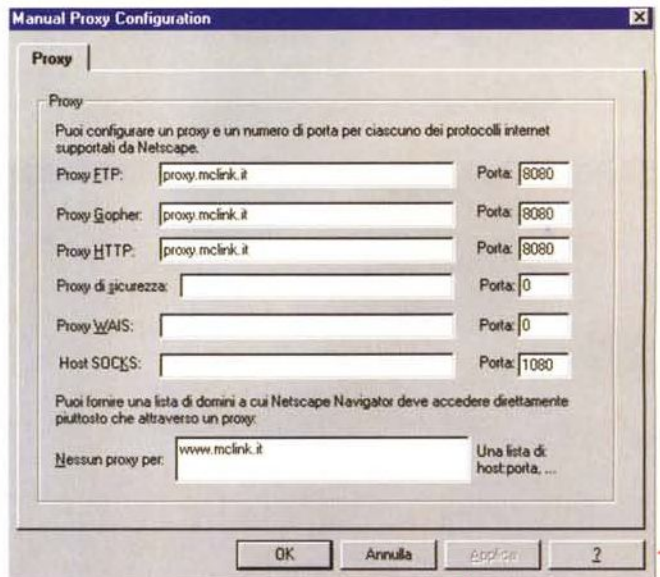 Manual Proxy Configuration
Proxy
Proxy
Puoi configurare un proxy e un numero di porta per ciascuno dei protocolli internet
supportati da Netscape.
Proxy FTP: proxy.mclink.it Porta: 8080
Proxy Gopher: proxy.mclink.it Porta: 8080
Proxy HTTP: proxy.mclink.it Porta: 8080
Proxy di sicurezza: Porta: 0
Proxy WAIS: Porta: 0
Host SOCKS: Porta: 1080
Puoi fornire una lista di domini a cui Netscape Navigator deve accedere direttamente
piuttosto che attraverso un proxy:
Nessun proxy per: www.mclink.it Una lista di:
host:porta, ...
OK Annulla Applica ?